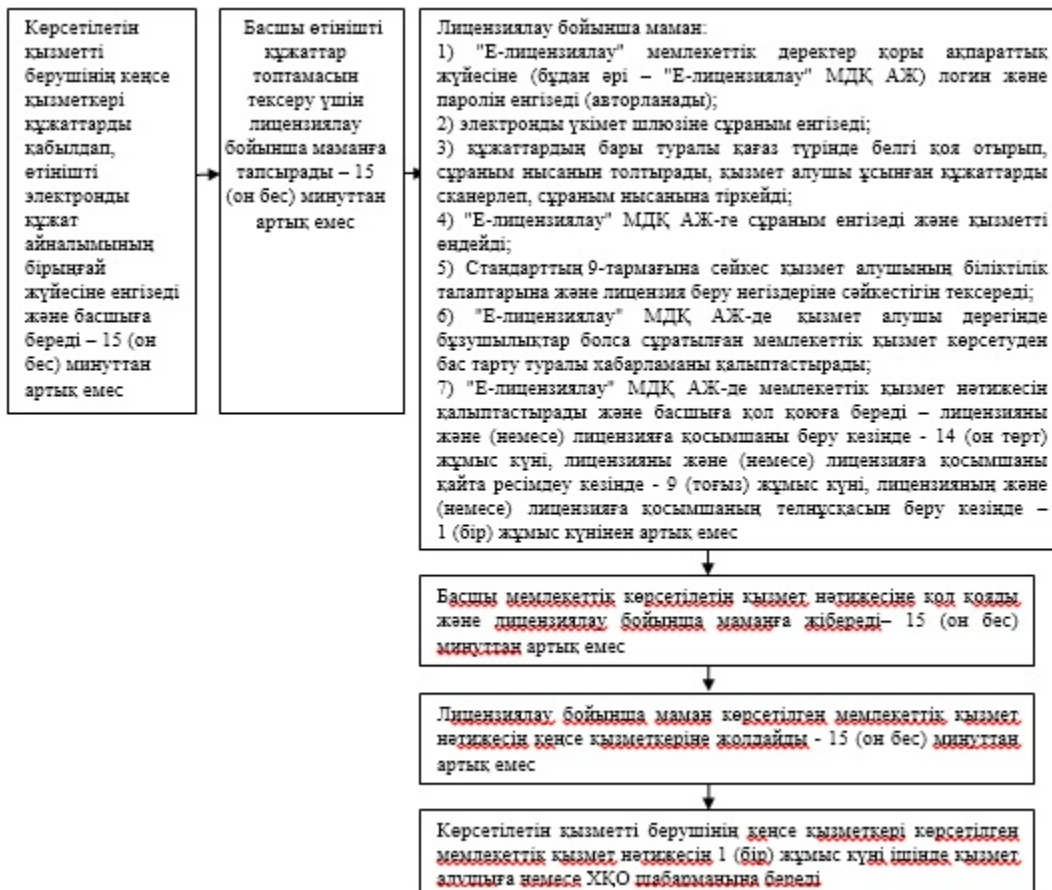 Көрсетілетін
қызметті
берушінің кеңсе
қызметкері
құжаттарды
қабылдап,
өтінішті
электронды
құжат
айналымының
бірыңғай
жүйесіне енгізеді
және басшыға
береді – 15 (он
бес) минуттан
артық емес
Басшы өтінішті
құжаттар
топтамасын
тексеру үшін
лицензиялау
бойынша маманға
тапсырады – 15
(он бес) минуттан
артық емес
Лицензиялау бойынша маман:
1) "Е-лицензиялау" мемлекеттік деректер қоры ақпараттық
жүйесіне (бұдан әрі – "Е-лицензиялау" МДҚ АЖ) логин және
паролін енгізеді (авторланады);
2) электронды үкімет шлюзіне сұраным енгізеді;
3) құжаттардың бары туралы қағаз түрінде белгі қоя отырып,
сұраным нысанын толтырады, қызмет алушы ұсынған құжаттарды
сканерлеп, сұраным нысанына тіркейді;
4) "Е-лицензиялау" МДҚ АЖ-ге сұраным енгізеді және қызметті
өңдейді;
5) Стандарттың 9-тармағына сәйкес қызмет алушының біліктілік
талаптарына және лицензия беру негіздеріне сәйкестігін тексереді;
6) "Е-лицензиялау" МДҚ АЖ-де қызмет алушы дерегінде
бұзушылықтар болса сұратылған мемлекеттік қызмет көрсетуден
бас тарту туралы хабарламаны қалыптастырады;
7) "Е-лицензиялау" МДҚ АЖ-де мемлекеттік қызмет нәтижесін
қалыптастырады және басшыға қол қоюға береді – лицензияны
және (немесе) лицензияға қосымшаны беру кезінде - 14 (он төрт)
жұмыс күні, лицензияны және (немесе) лицензияға қосымшаны
қайта ресімдеу кезінде - 9 (тоғыз) жұмыс күні, лицензияның және
(немесе) лицензияға қосымшаның телнұсқасын беру кезінде –
1 (бір) жұмыс күнінен артық емес
Басшы мемлекеттік көрсетілетін қызмет нәтижесіне қол қояды
және лицензиялау бойынша маманға жібереді– 15 (он бес)
минуттан артық емес
Лицензиялау бойынша маман көрсетілген мемлекеттік қызмет
нәтижесін кеңсе қызметкеріне жолдайды - 15 (он бес) минуттан
артық емес
Көрсетілетін қызметті берушінің кеңсе қызметкері көрсетілген
мемлекеттік қызмет нәтижесін 1 (бір) жұмыс күні ішінде қызмет
алушыға немесе ХҚО шабарманына береді